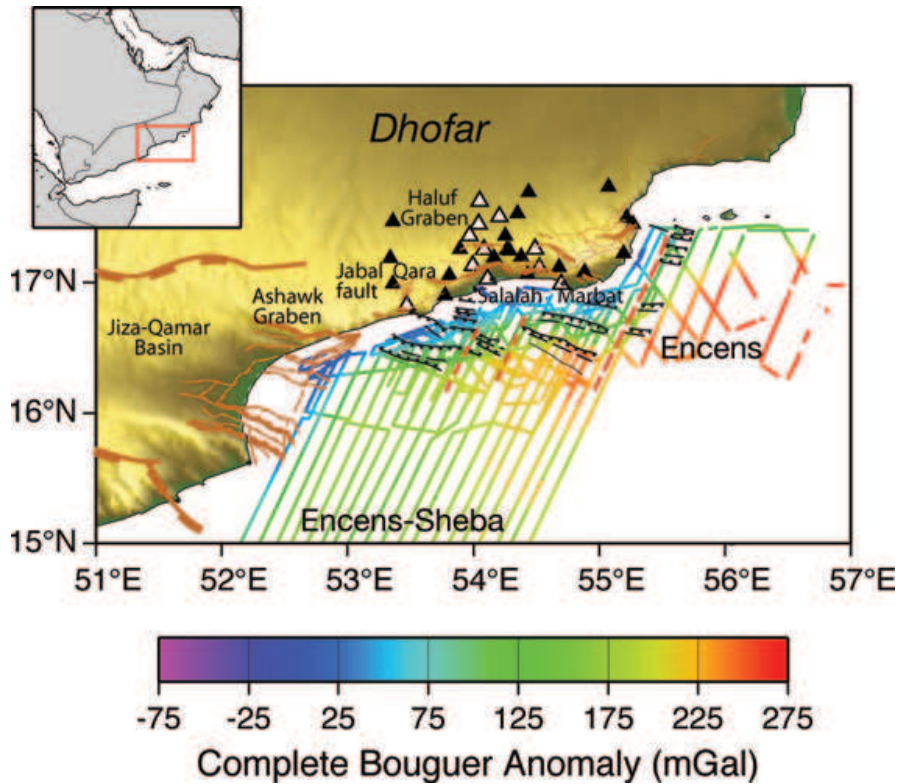 Dhofar
Haluf
Graben
Jabal Qara
fault
Ashawk
Graben
Salalah
Marbat
Jiza-Qamar
Basin
Encens
Encens-Sheba
17°N
16°N
15°N
51°E 52°E 53°E 54°E 55°E 56°E 57°E
-75 -25 25 75 125 175 225 275
Complete Bouguer Anomaly (mGal)